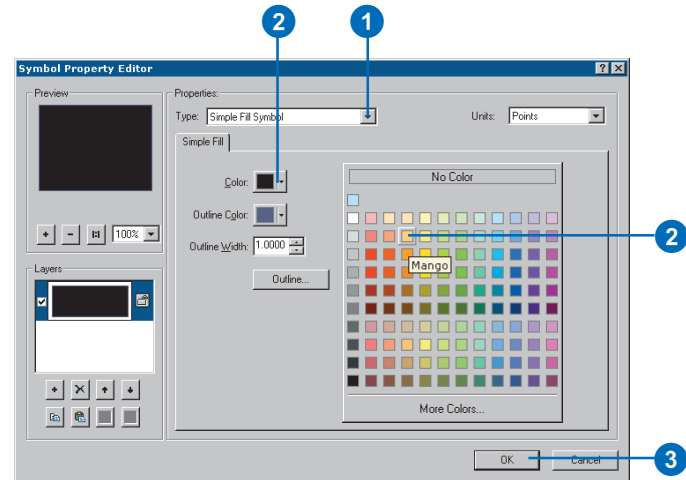 2
1
Symbol Property Editor
Preview
Properties:
Type: Simple Fill Symbol
Units: Points
Simple Fill
Color:
No Color
Outline Color:
2
100%
Outline Width: 1.0000
Mango
Layers
Outline...
More Colors...
OK
Cancel
3